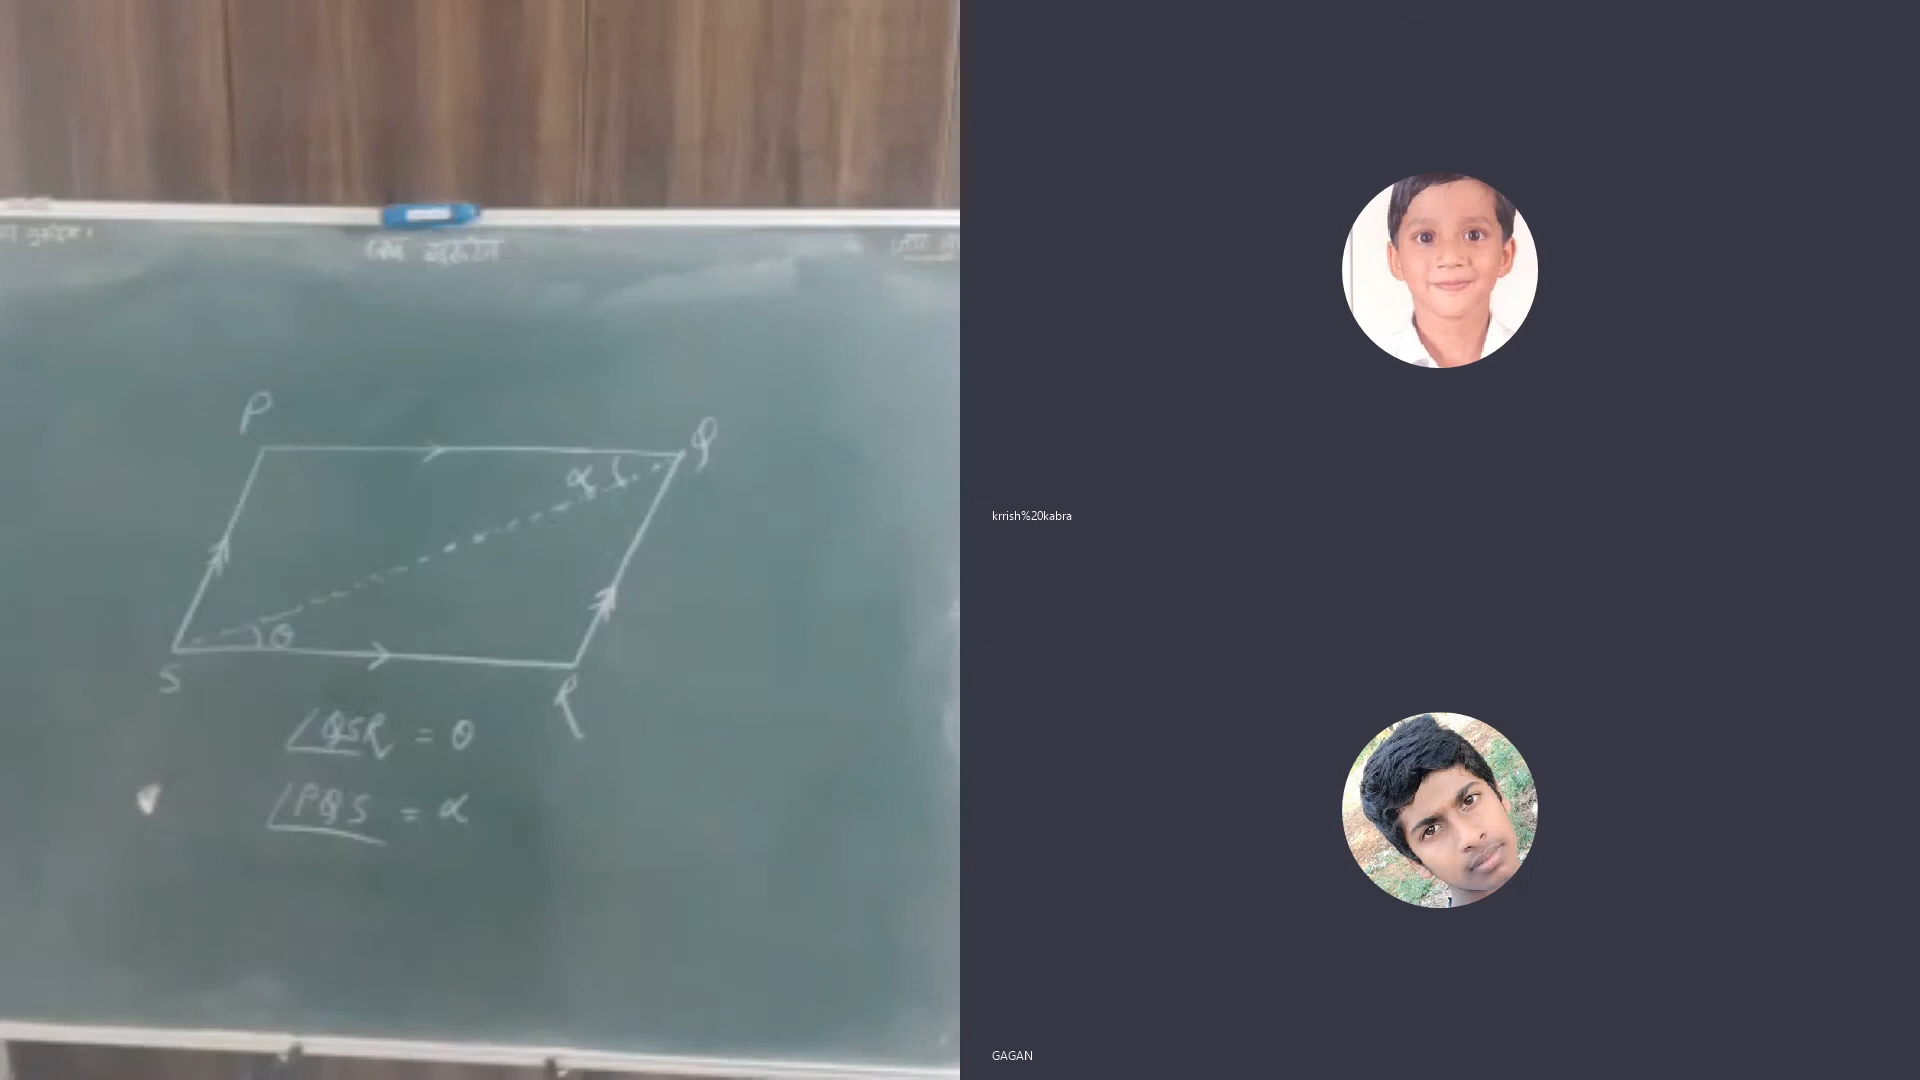 P
Q
α
θ
S
R
∠QSR = θ
∠PQS = α
krrish%20kabra
GAGAN